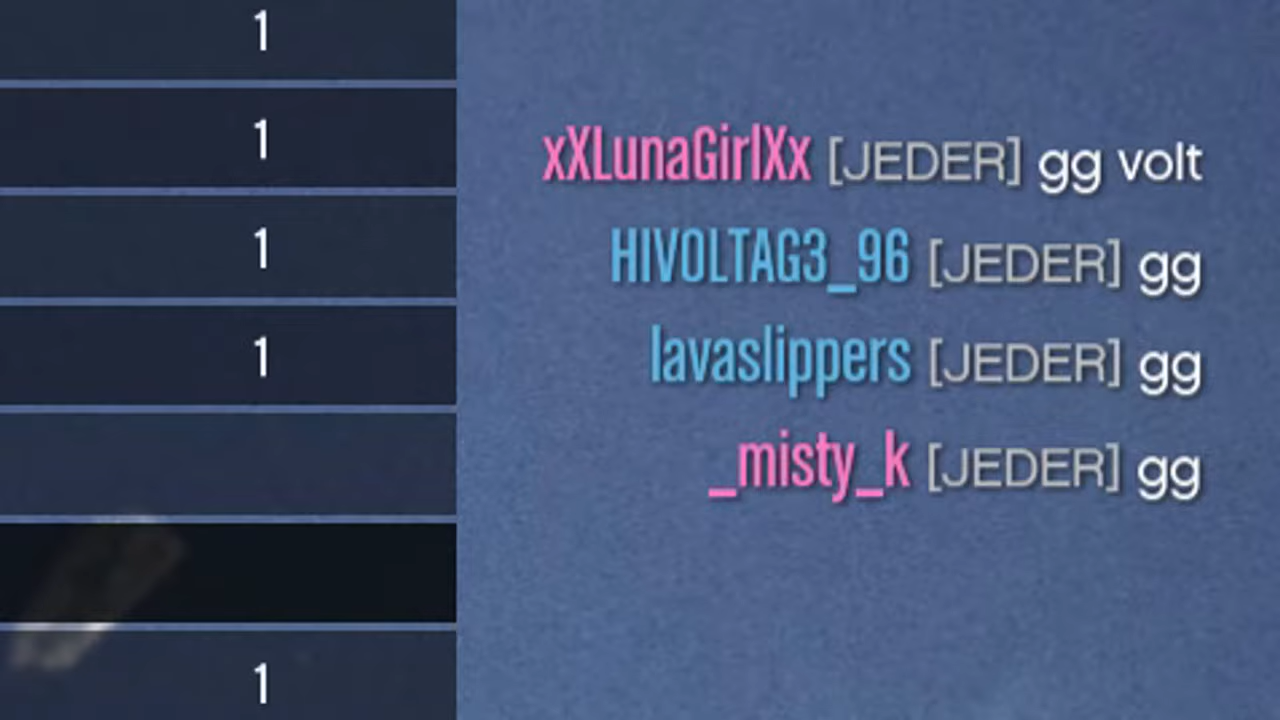 1
1
xXLunaGirlXx [JEDER] gg volt
1
HIVOLTAG3_96 [JEDER] gg
1
lavaslippers [JEDER] gg
_misty_k [JEDER] gg
1